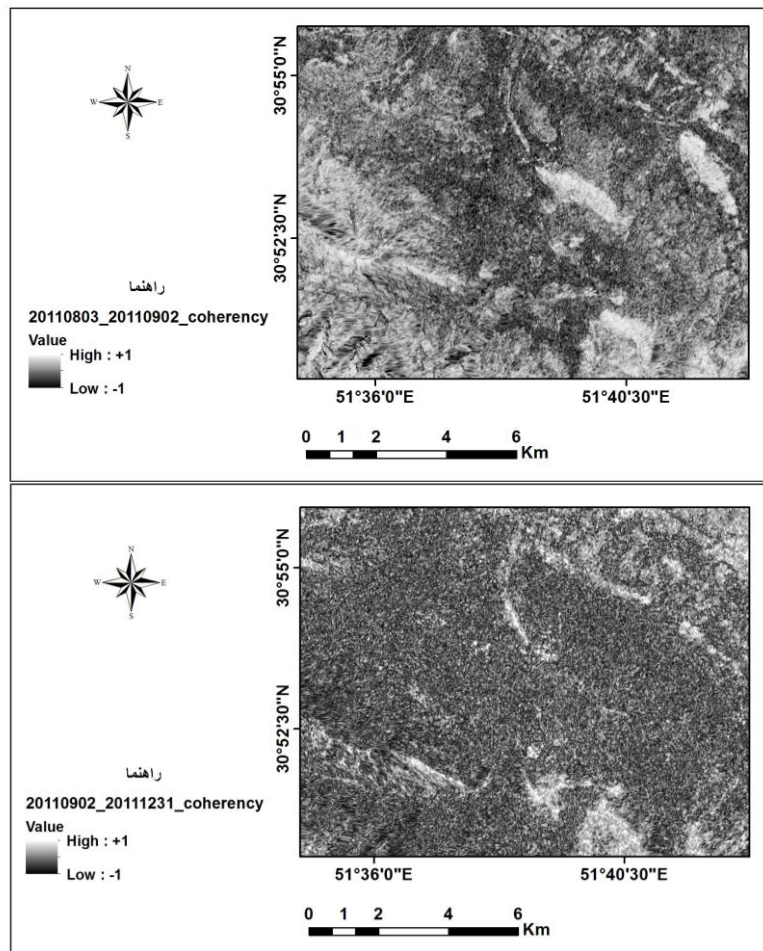 N
W E
S
30°55'0"N
30°52'30"N
راهنما
20110803_20110902_coherency
Value
High : +1
Low : -1
51°36'0"E 51°40'30"E
0 1 2 4 6
Km
N
W E
S
30°55'0"N
30°52'30"N
راهنما
20110902_20111231_coherency
Value
High : +1
Low : -1
51°36'0"E 51°40'30"E
0 1 2 4 6
Km